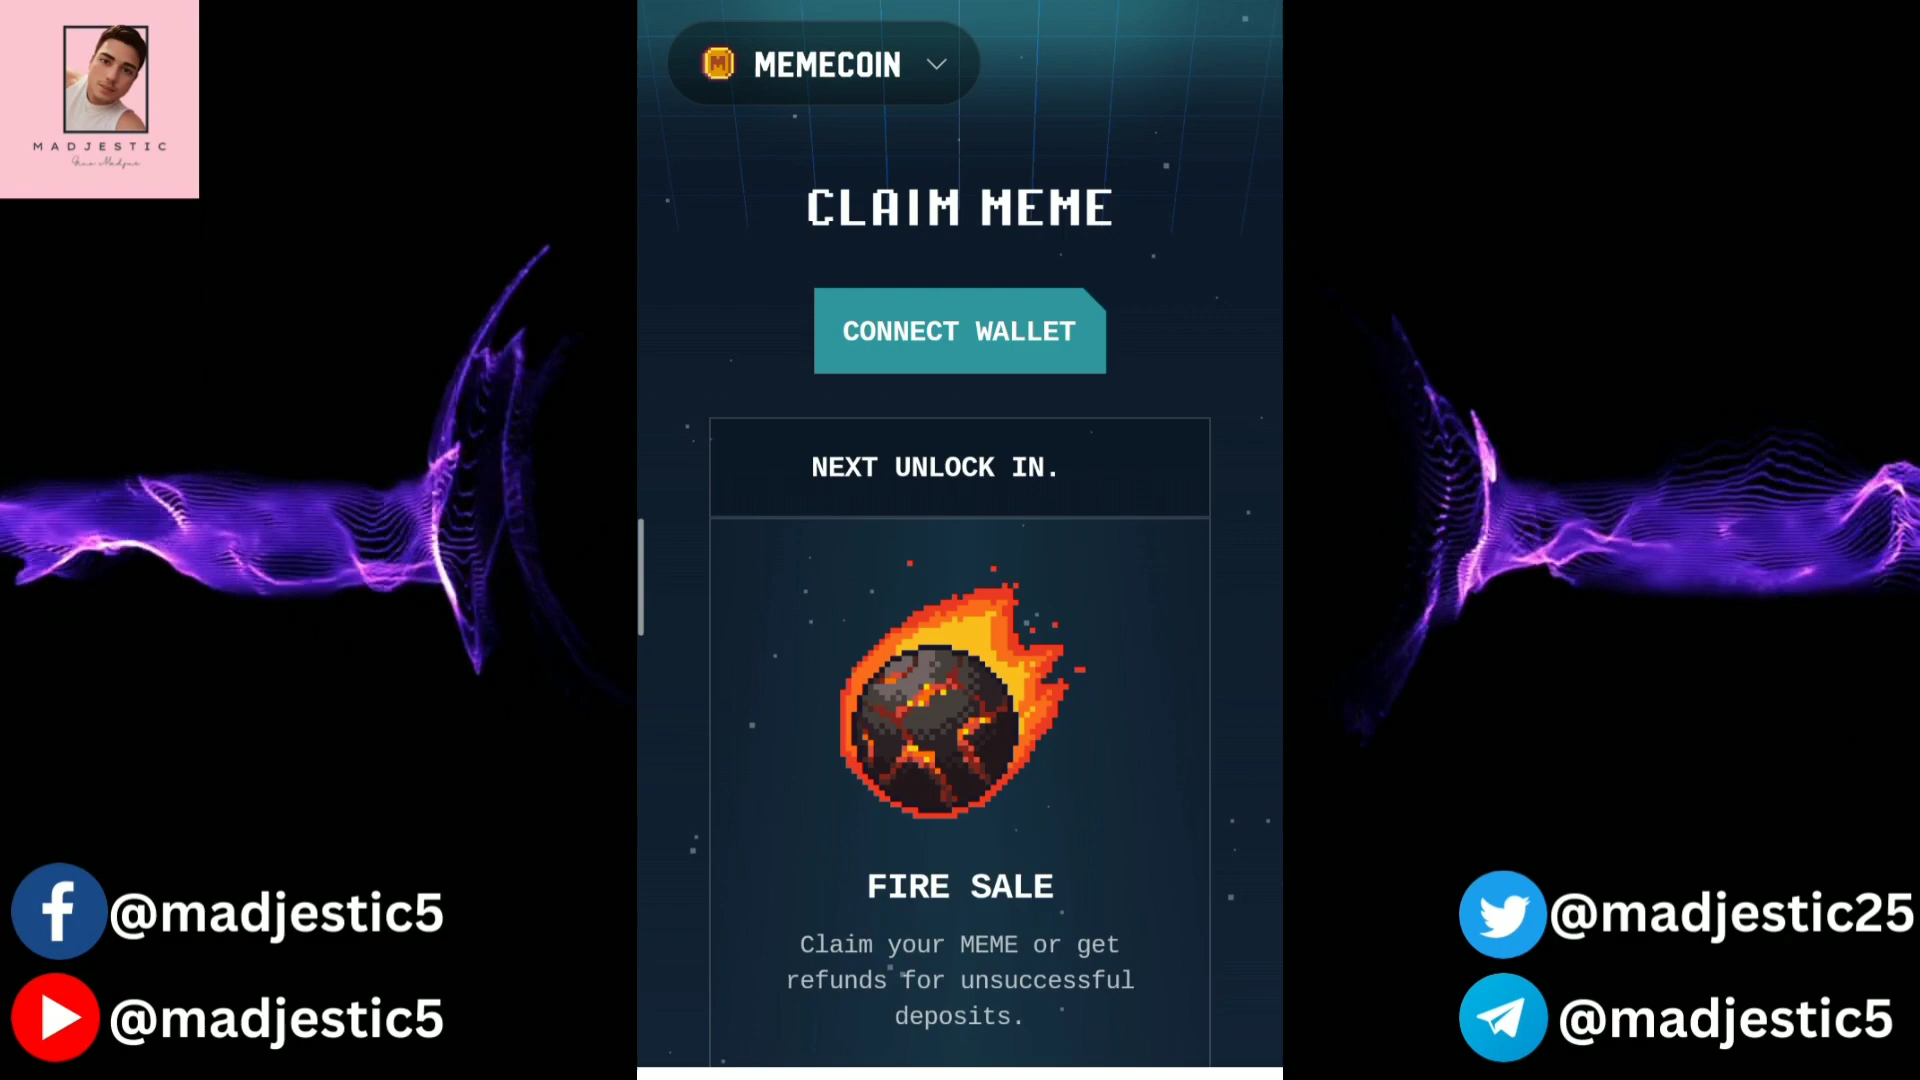 MADJESTIC
MEMECOIN
CLAIM MEME
CONNECT WALLET
NEXT UNLOCK IN.
FIRE SALE
Claim your MEME or get
refunds for unsuccessful
deposits.
@madjestic5
@madjestic5
@madjestic25
@madjestic5